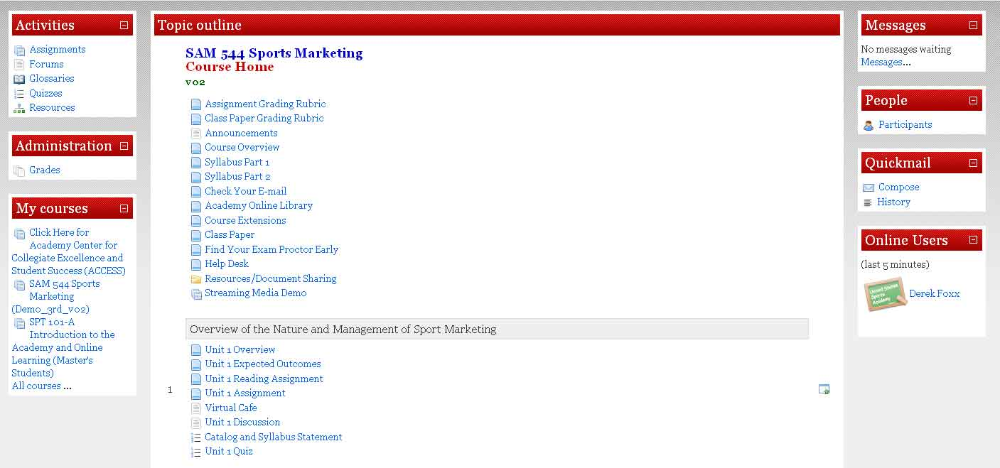 Activities
Assignments
Forums
Glossaries
Quizzes
Resources
Administration
Grades
My courses
Click Here for
Academy Center for
Collegiate Excellence and
Student Success (ACCESS)
SAM 544 Sports
Marketing
(Demo_3rd_v02)
SPT 101-A
Introduction to the
Academy and Online
Learning (Master's
Students)
All courses ...
Topic outline
SAM 544 Sports Marketing
Course Home
v02
Assignment Grading Rubric
Class Paper Grading Rubric
Announcements
Course Overview
Syllabus Part 1
Syllabus Part 2
Check Your E-mail
Academy Online Library
Course Extensions
Class Paper
Find Your Exam Proctor Early
Help Desk
Resources/Document Sharing
Streaming Media Demo
Overview of the Nature and Management of Sport Marketing
1
Unit 1 Overview
Unit 1 Expected Outcomes
Unit 1 Reading Assignment
Unit 1 Assignment
Virtual Cafe
Unit 1 Discussion
Catalog and Syllabus Statement
Unit 1 Quiz
Messages
No messages waiting
Messages...
People
Participants
Quickmail
Compose
History
Online Users
(last 5 minutes)
United States
Sports
Academy
Derek Foxx